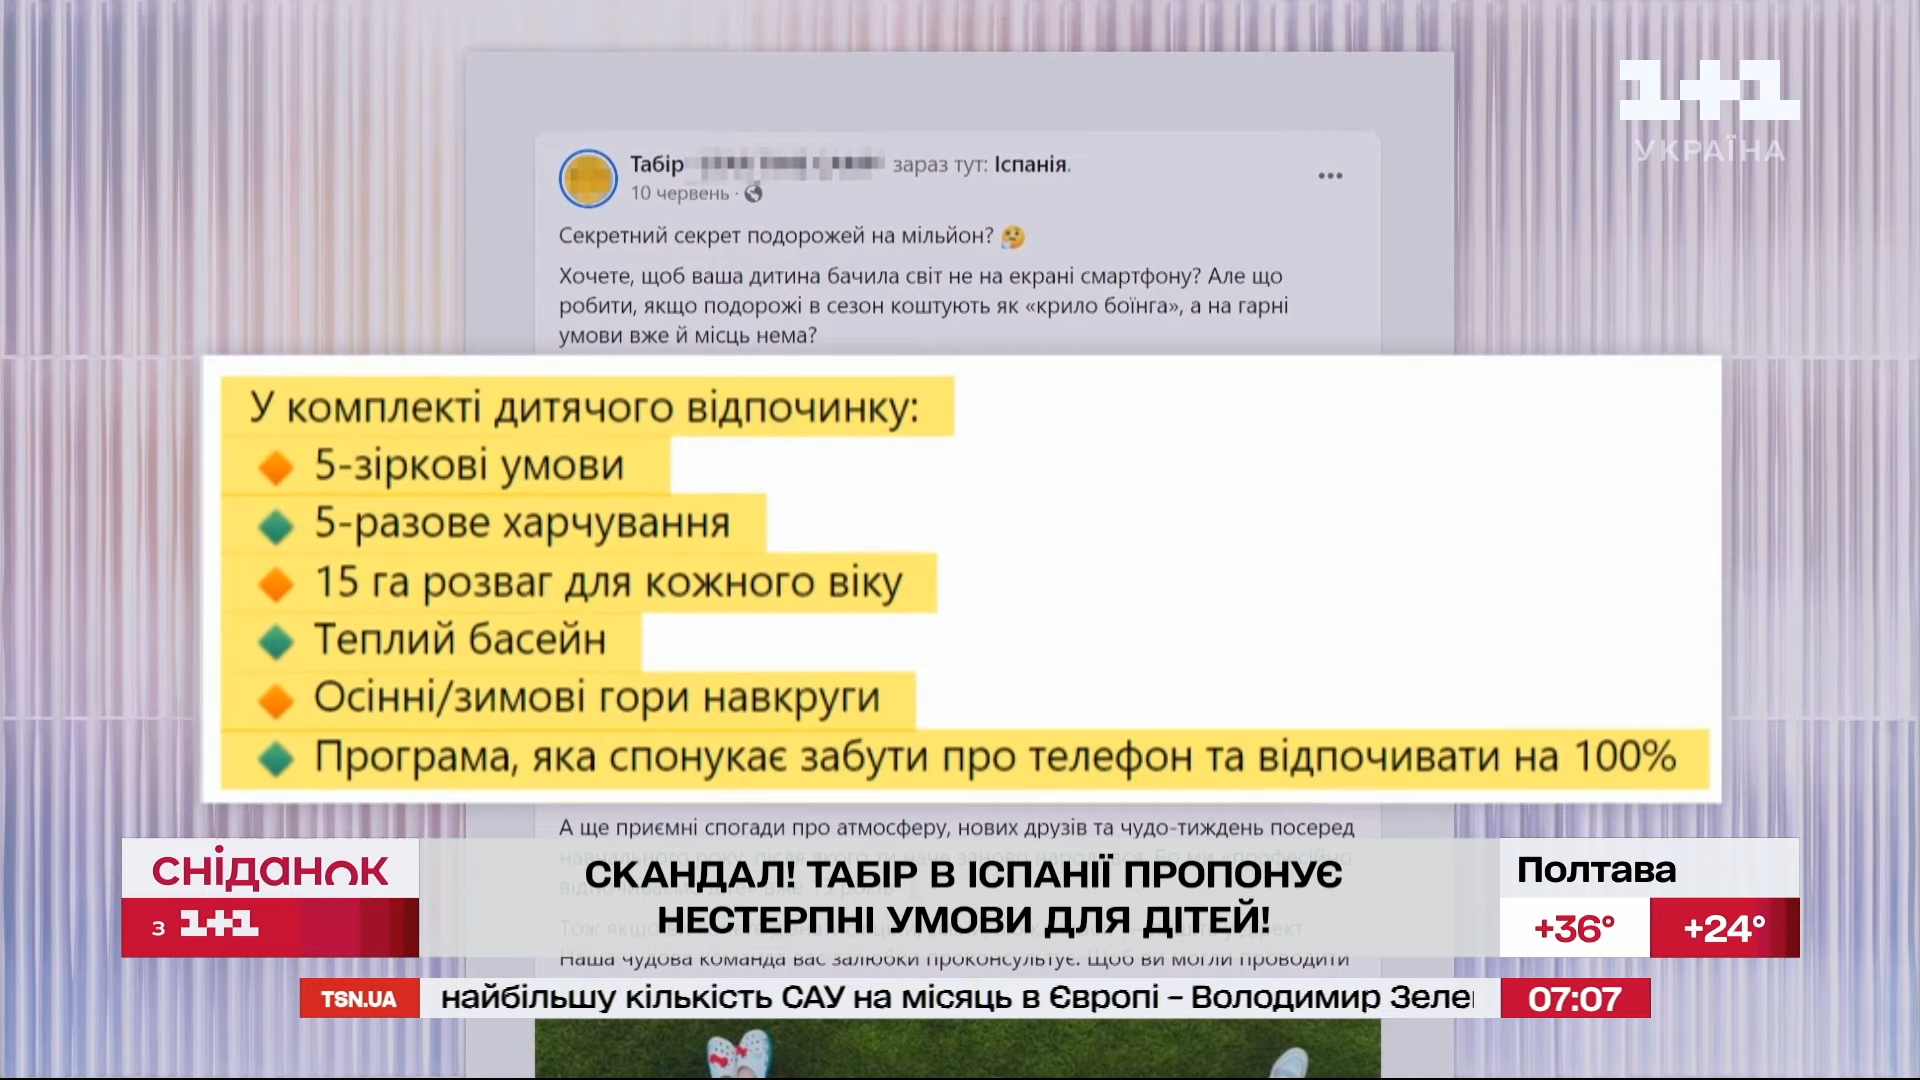 1+1
УКРАЇНА
Табір зараз тут: Іспанія.
10 червень ·
Секретний секрет подорожей на мільйон?
Хочете, щоб ваша дитина бачила світ не на екрані смартфону? Але що
робити, якщо подорожі в сезон коштують як «крило боїнга», а на гарні
умови вже й місць нема?
У комплекті дитячого відпочинку:
5-зіркові умови
5-разове харчування
15 га розваг для кожного віку
Теплий басейн
Осінні/зимові гори навкруги
Програма, яка спонукає забути про телефон та відпочивати на 100%
А ще приємні спогади про атмосферу, нових друзів та чудо-тиждень посеред
Наша чудова команда вас залюбки проконсультує. Щоб ви могли проводити
СНІДАНОК
з 1+1
СКАНДАЛ! ТАБІР В ІСПАНІЇ ПРОПОНУЄ
НЕСТЕРПНІ УМОВИ ДЛЯ ДІТЕЙ!
Полтава
+36° +24°
TSN.UA найбільшу кількість САУ на місяць в Європі – Володимир Зеле
07:07